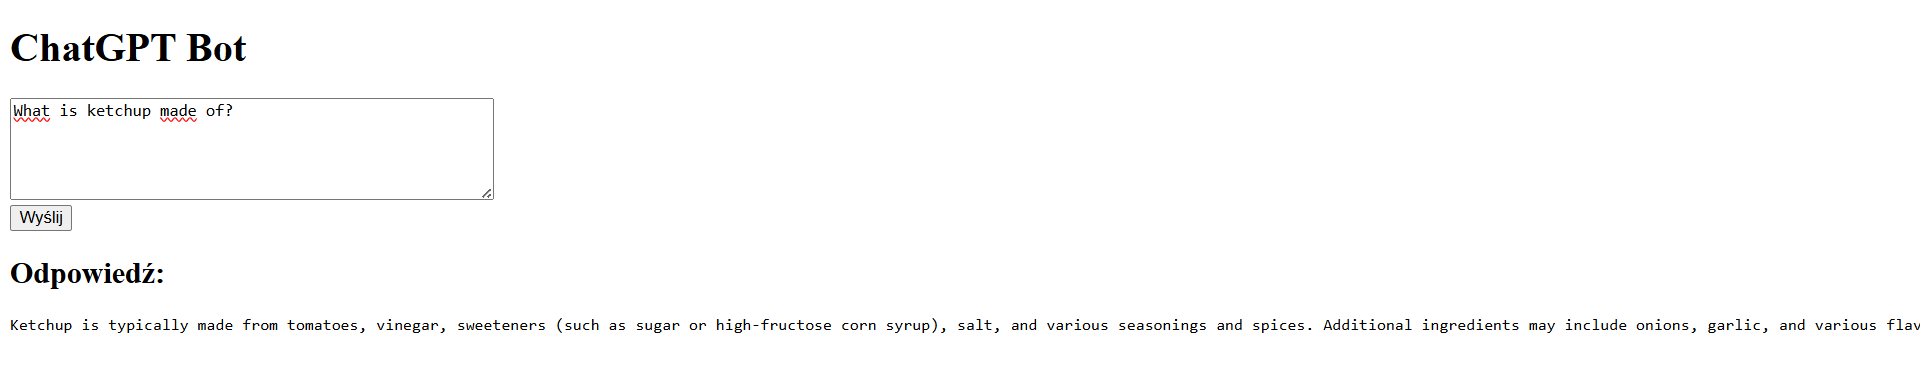 ChatGPT Bot
What is ketchup made of?
Wyślij
Odpowiedź:
Ketchup is typically made from tomatoes, vinegar, sweeteners (such as sugar or high-fructose corn syrup), salt, and various seasonings and spices. Additional ingredients may include onions, garlic, and various